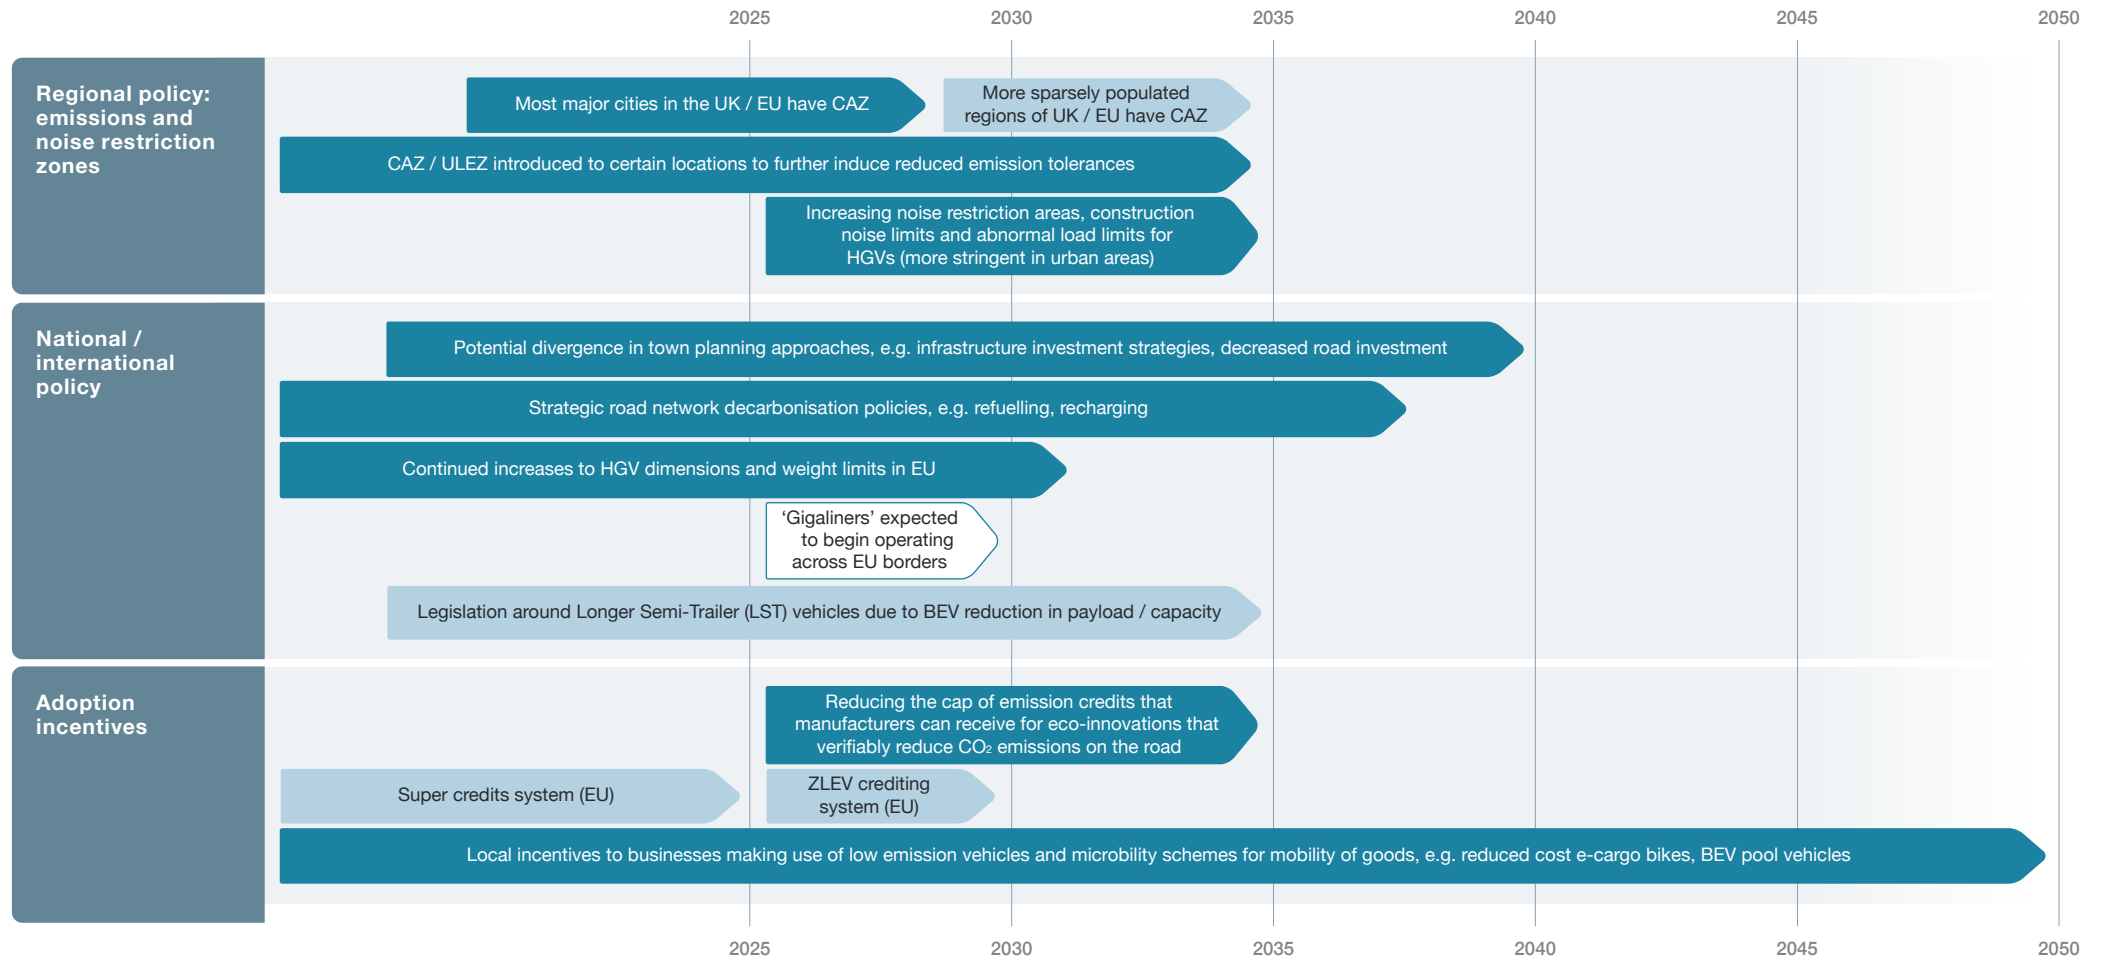 2025 2030 2035 2040 2045 2050
Regional policy:
emissions and
noise restriction
zones
Most major cities in the UK / EU have CAZ
More sparsely populated
regions of UK / EU have CAZ
CAZ / ULEZ introduced to certain locations to further induce reduced emission tolerances
Increasing noise restriction areas, construction
noise limits and abnormal load limits for
HGVs (more stringent in urban areas)
National /
international
policy
Potential divergence in town planning approaches, e.g. infrastructure investment strategies, decreased road investment
Strategic road network decarbonisation policies, e.g. refuelling, recharging
Continued increases to HGV dimensions and weight limits in EU
‘Gigaliners’ expected
to begin operating
across EU borders
Legislation around Longer Semi-Trailer (LST) vehicles due to BEV reduction in payload / capacity
Adoption
incentives
Reducing the cap of emission credits that
manufacturers can receive for eco-innovations that
verifiably reduce CO₂ emissions on the road
Super credits system (EU)
ZLEV crediting
system (EU)
Local incentives to businesses making use of low emission vehicles and microbility schemes for mobility of goods, e.g. reduced cost e-cargo bikes, BEV pool vehicles
2025 2030 2035 2040 2045 2050